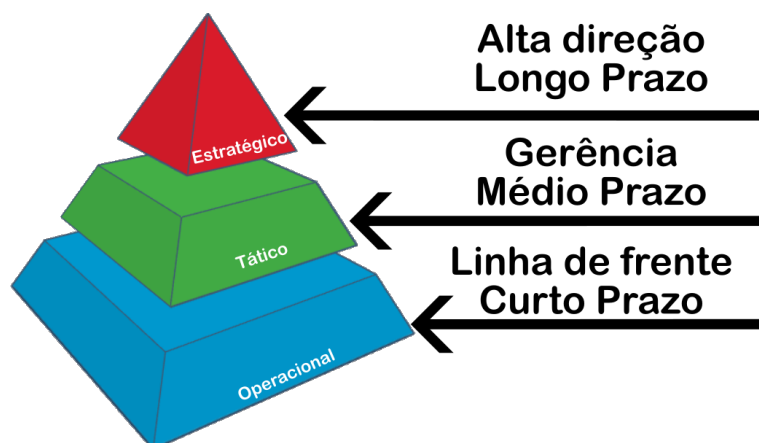 Alta direção
Longo Prazo
Estratégico
Gerência
Médio Prazo
Tático
Linha de frente
Curto Prazo
Operacional